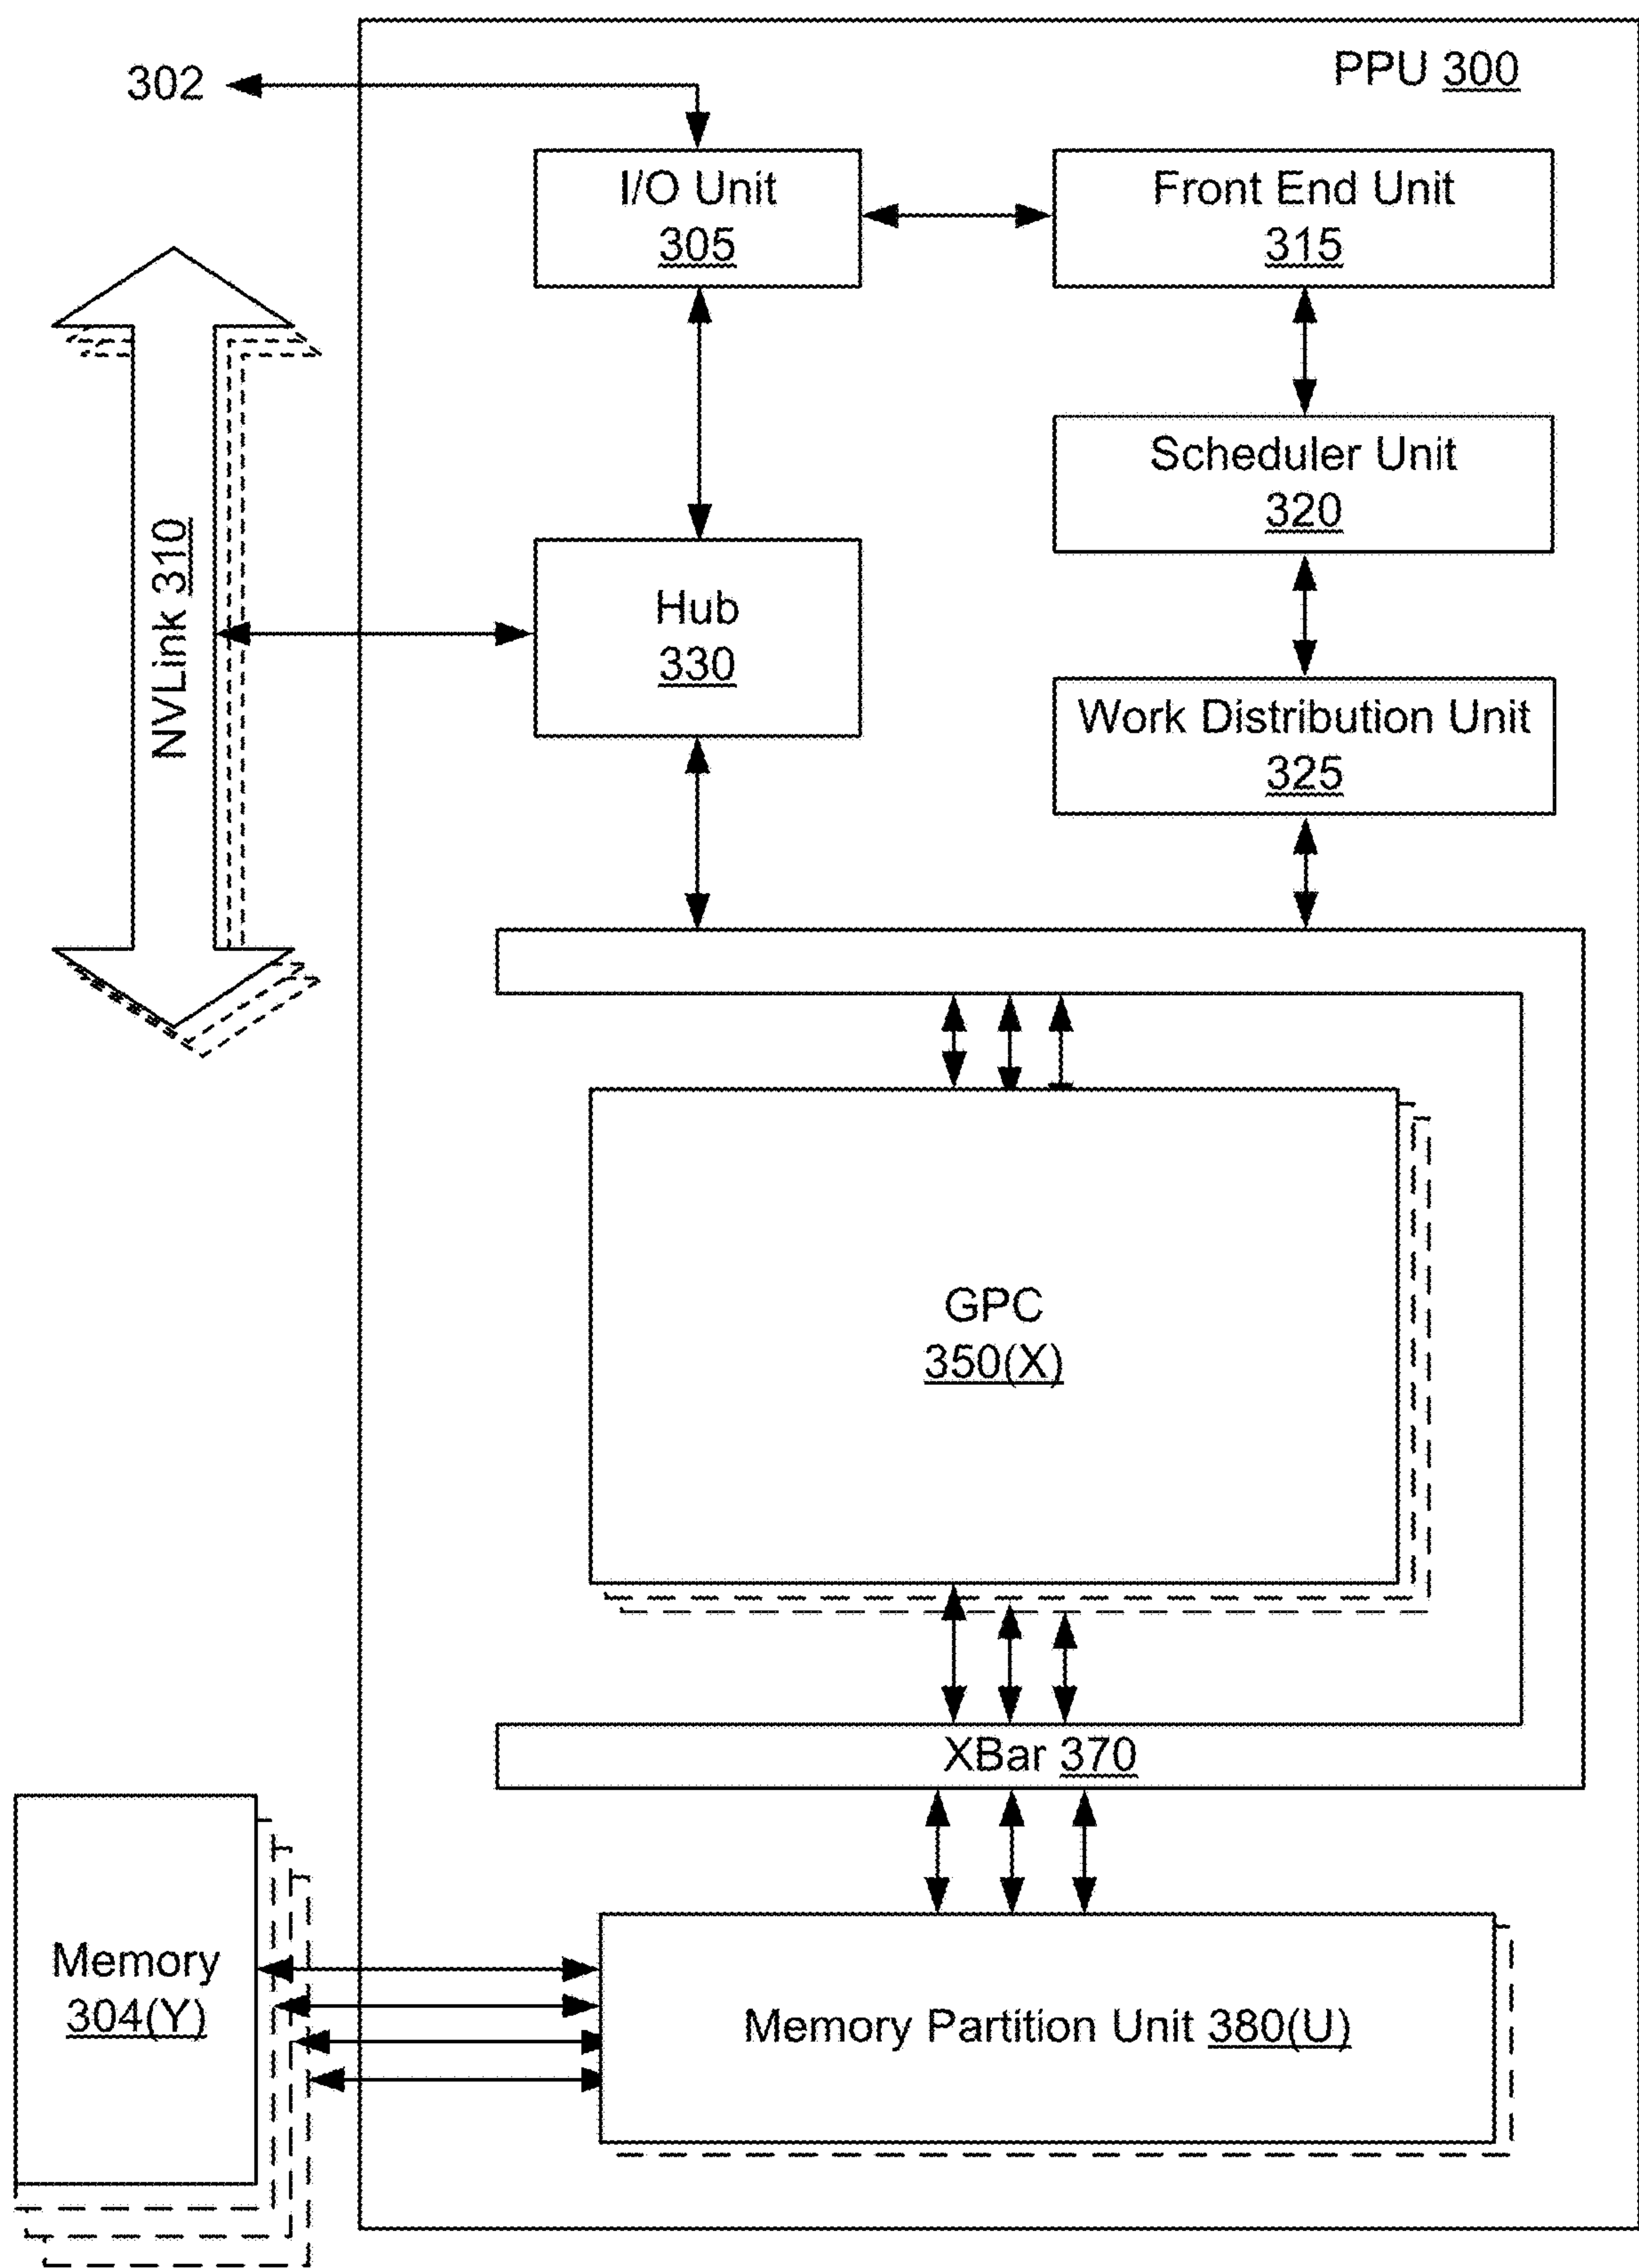 PPU 300
302
I/O Unit
305
Front End Unit
315
Scheduler Unit
320
NVLink 310
Hub
330
Work Distribution Unit
325
GPC
350(X)
XBar 370
Memory
304(Y)
Memory Partition Unit 380(U)